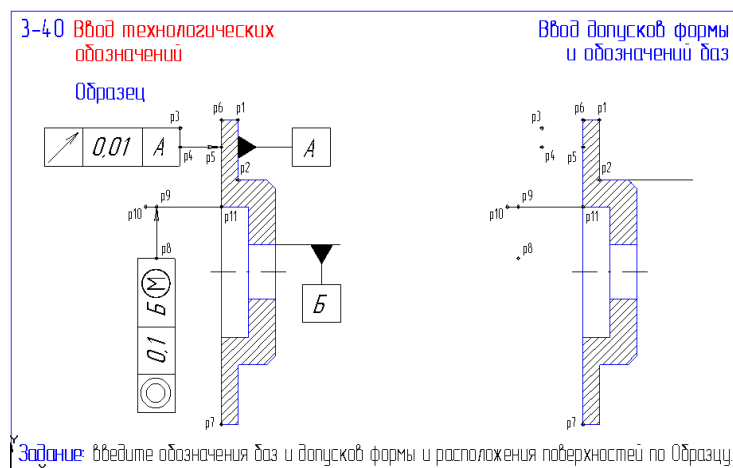 3-40 Ввод технологических
обозначений
Ввод допусков формы
и обозначений баз
Образец
p3
p6 p1
0,01 А
p4 p5
А
p2
p10 p9
p11
p8
0,1 Б М
Б
p7
p6 p1
p3
p4 p5
p2
p10 p9
p11
p8
p7
Y
Задание: введите обозначения баз и допусков формы и расположения поверхностей по Образцу.
X